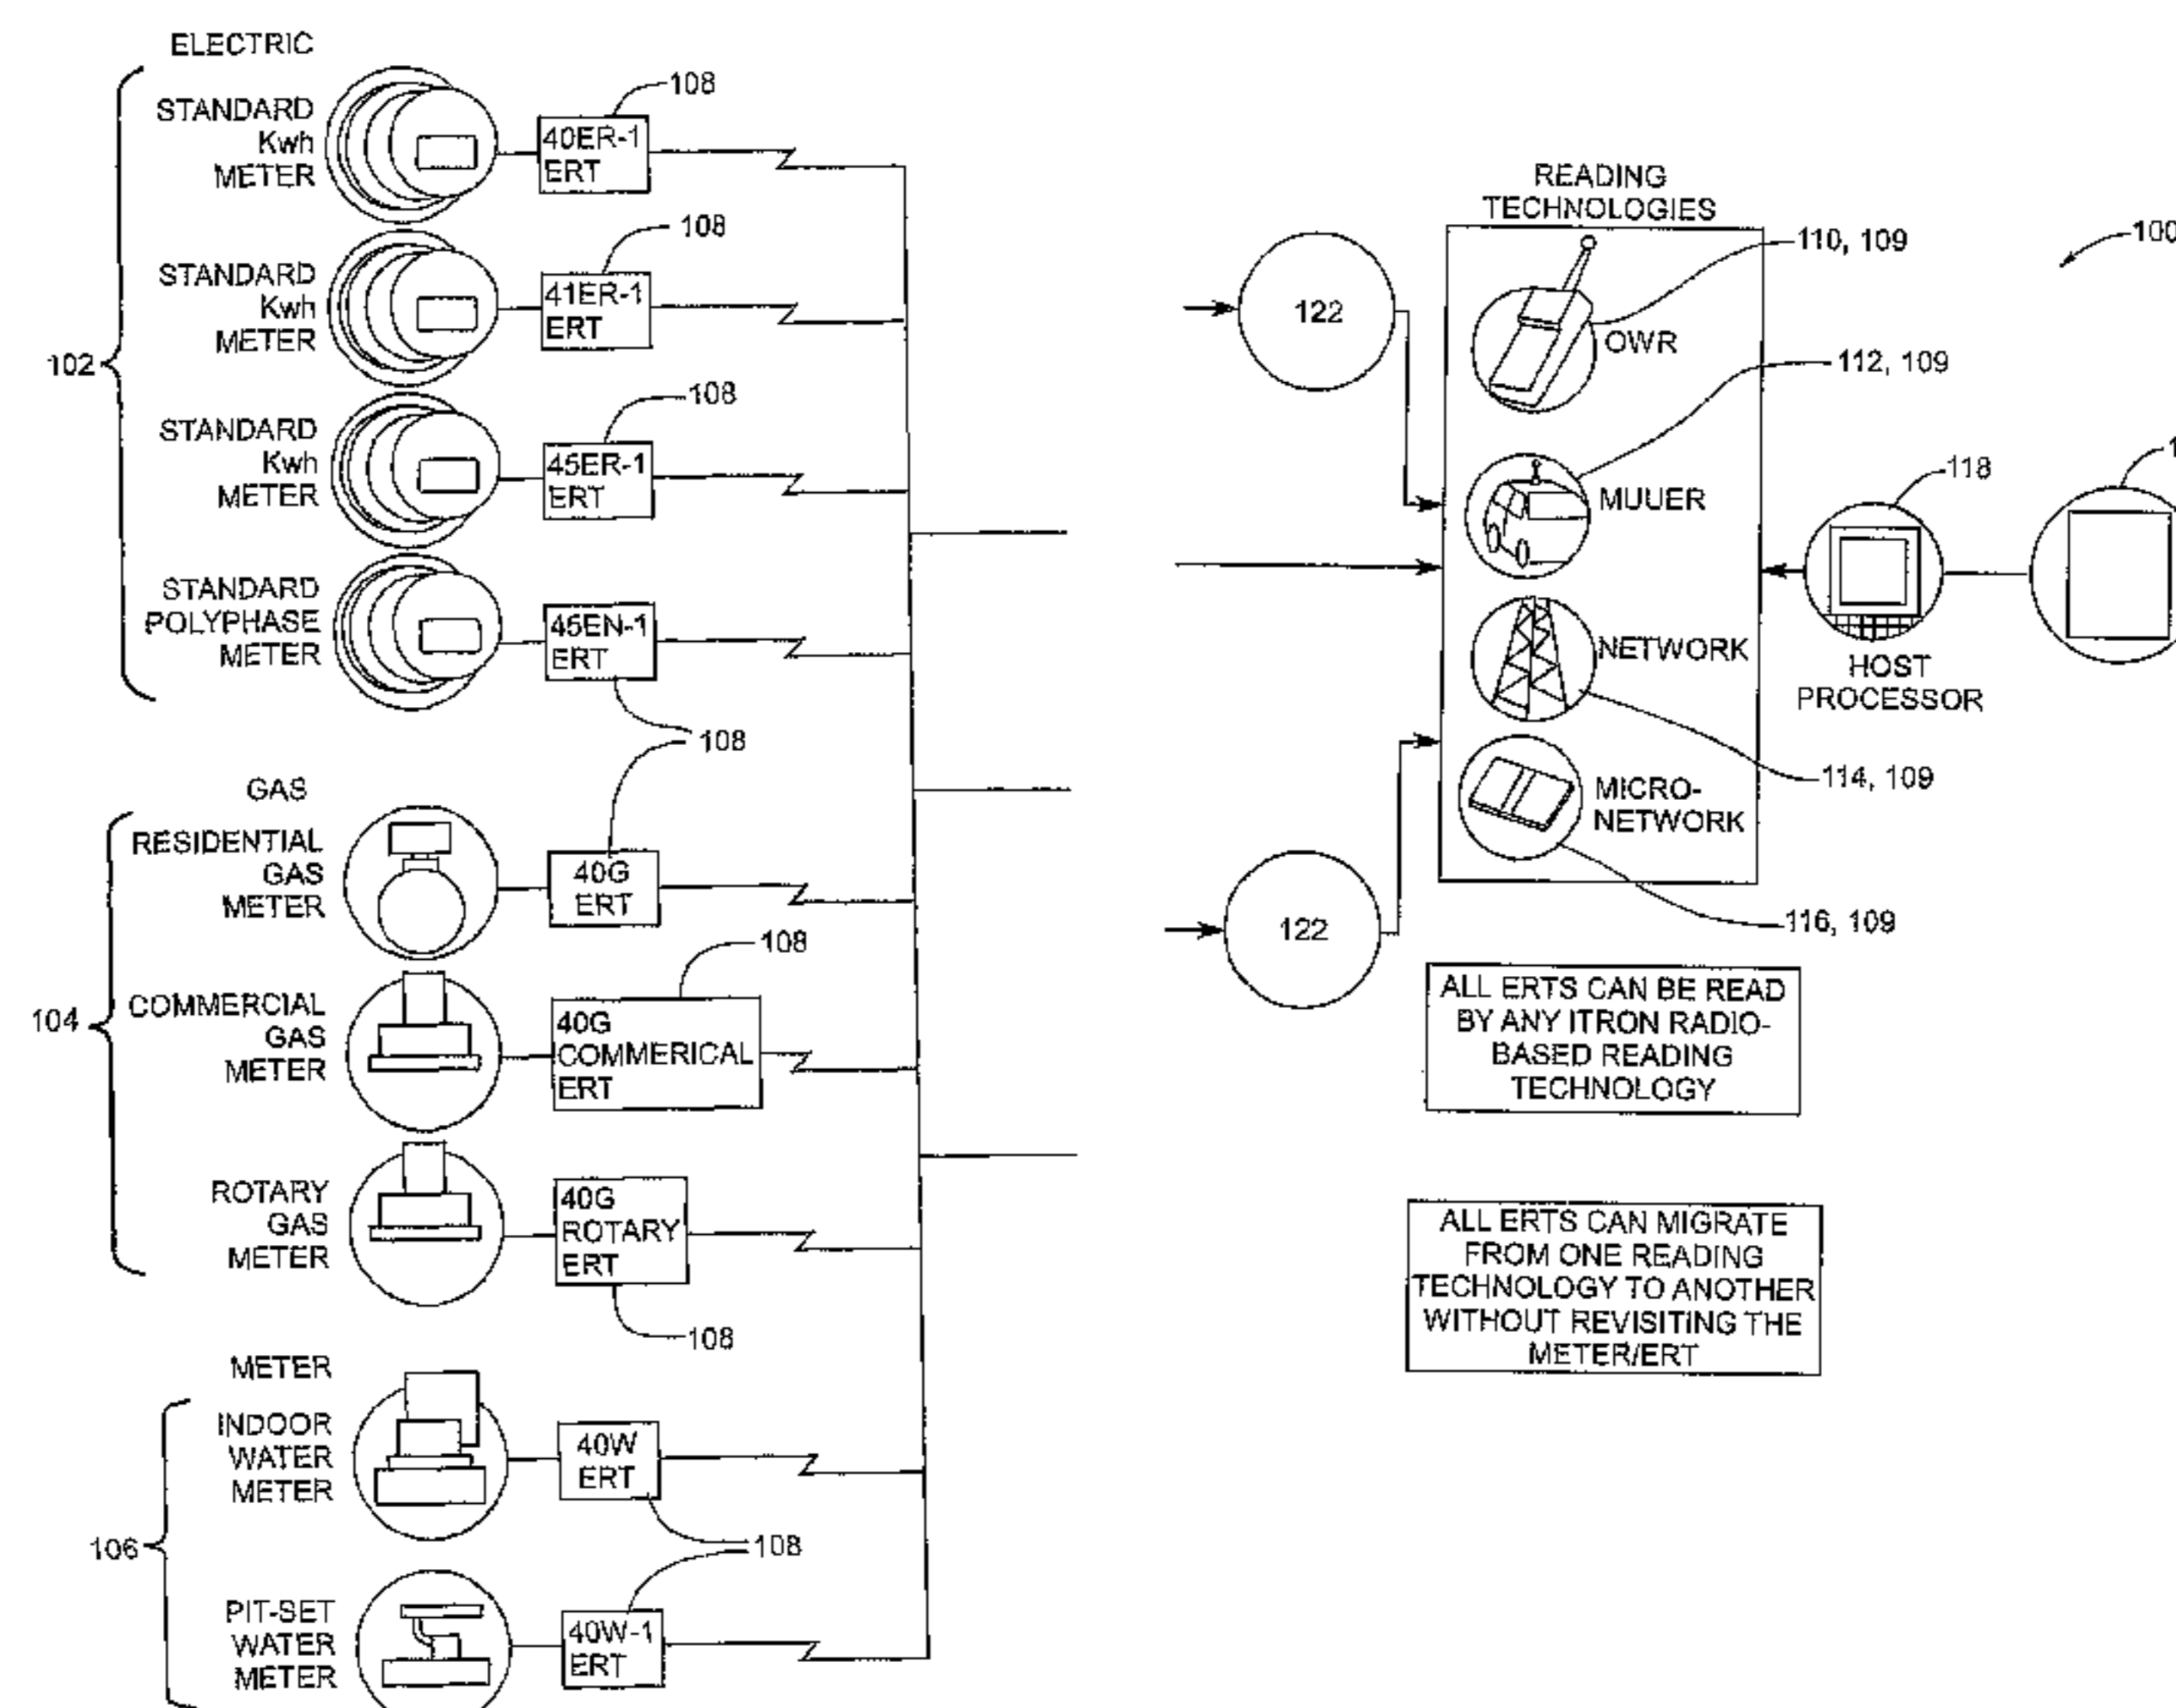 ELECTRIC
STANDARD
Kwh
METER
40ER-1
ERT
108
STANDARD
Kwh
METER
41ER-1
ERT
108
102
STANDARD
Kwh
METER
45ER-1
ERT
108
STANDARD
POLYPHASE
METER
45EN-1
ERT
108
GAS
RESIDENTIAL
GAS
METER
40G
ERT
104
COMMERCIAL
GAS
METER
40G
COMMERICAL
ERT
108
ROTARY
GAS
METER
40G
ROTARY
ERT
108
METER
INDOOR
WATER
METER
40W
ERT
106
108
PIT-SET
WATER
METER
40W-1
ERT
122
122
READING
TECHNOLOGIES
OWR
110, 109
MUUER
112, 109
NETWORK
114, 109
MICRO-
NETWORK
116, 109
100
118
HOST
PROCESSOR
ALL ERTS CAN BE READ
BY ANY ITRON RADIO-
BASED READING
TECHNOLOGY
ALL ERTS CAN MIGRATE
FROM ONE READING
TECHNOLOGY TO ANOTHER
WITHOUT REVISITING THE
METER/ERT